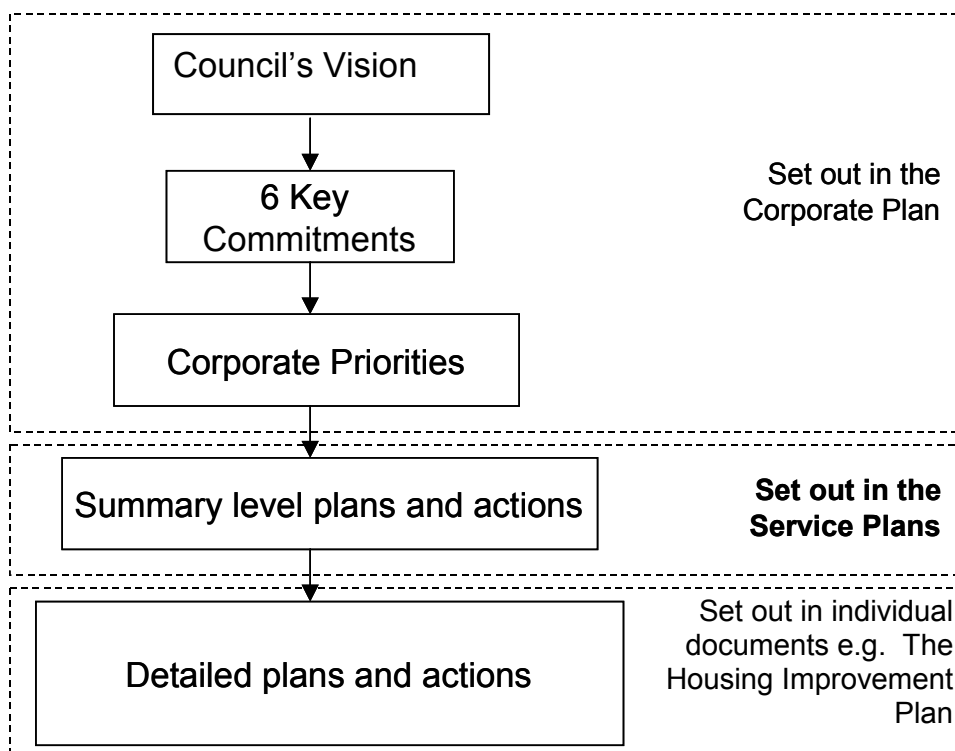 Council’s Vision
6 Key
Commitments
Set out in the
Corporate Plan
Corporate Priorities
Summary level plans and actions
Set out in the
Service Plans
Detailed plans and actions
Set out in individual
documents e.g.  The
Housing Improvement
Plan